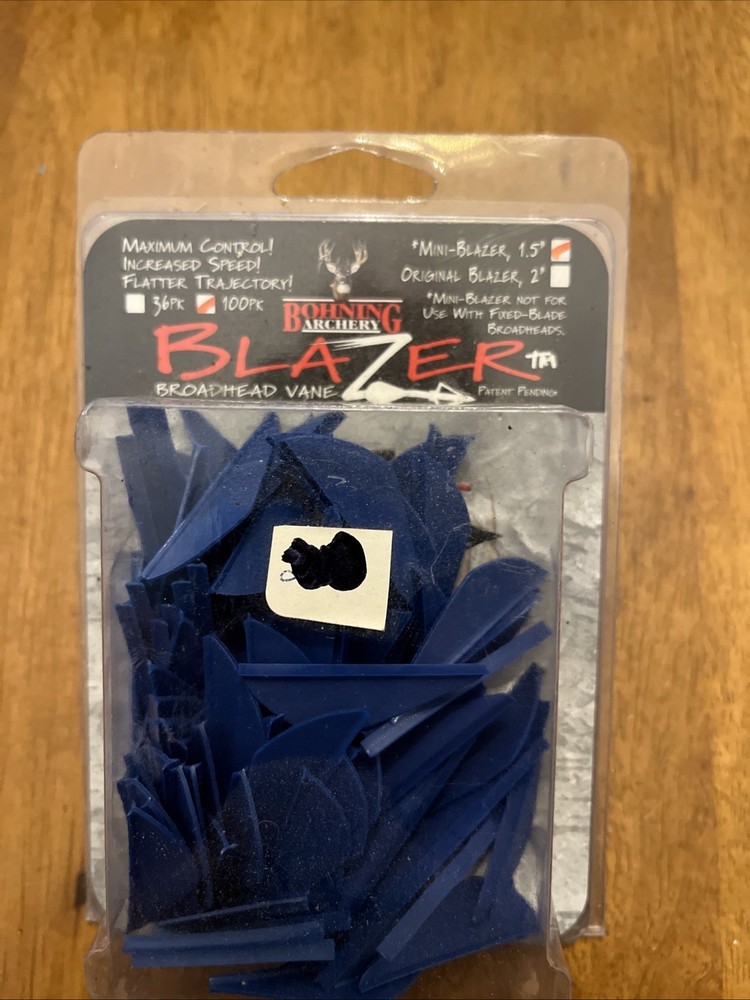 Maximum Control!
Increased Speed!
Flatter Trajectory!
36pk 100pk
*Mini-Blazer, 1.5"
Original Blazer, 2"
*Mini-Blazer not for
Use With Fixed-Blade
Broadheads.
BOHNING
ARCHERY
BLAZER™
BROADHEAD VANE
Patent Pending